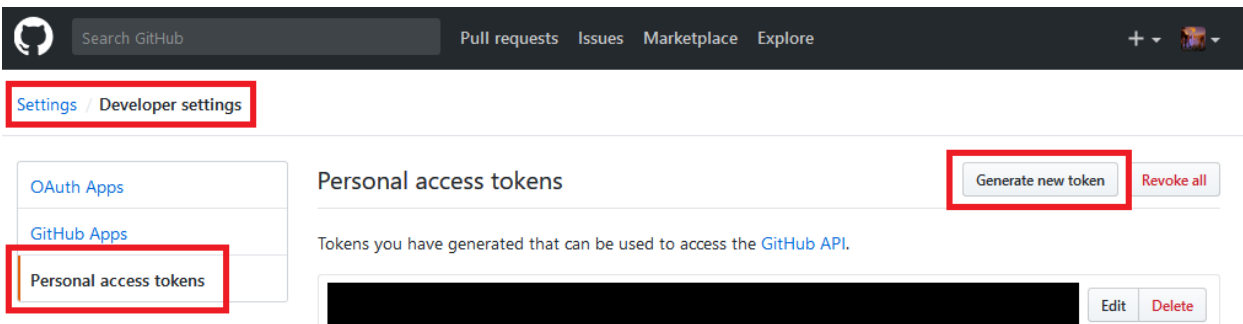 Search GitHub
Pull requests Issues Marketplace Explore
Settings / Developer settings
OAuth Apps
GitHub Apps
Personal access tokens
Personal access tokens
Generate new token
Revoke all
Tokens you have generated that can be used to access the GitHub API.
Edit
Delete